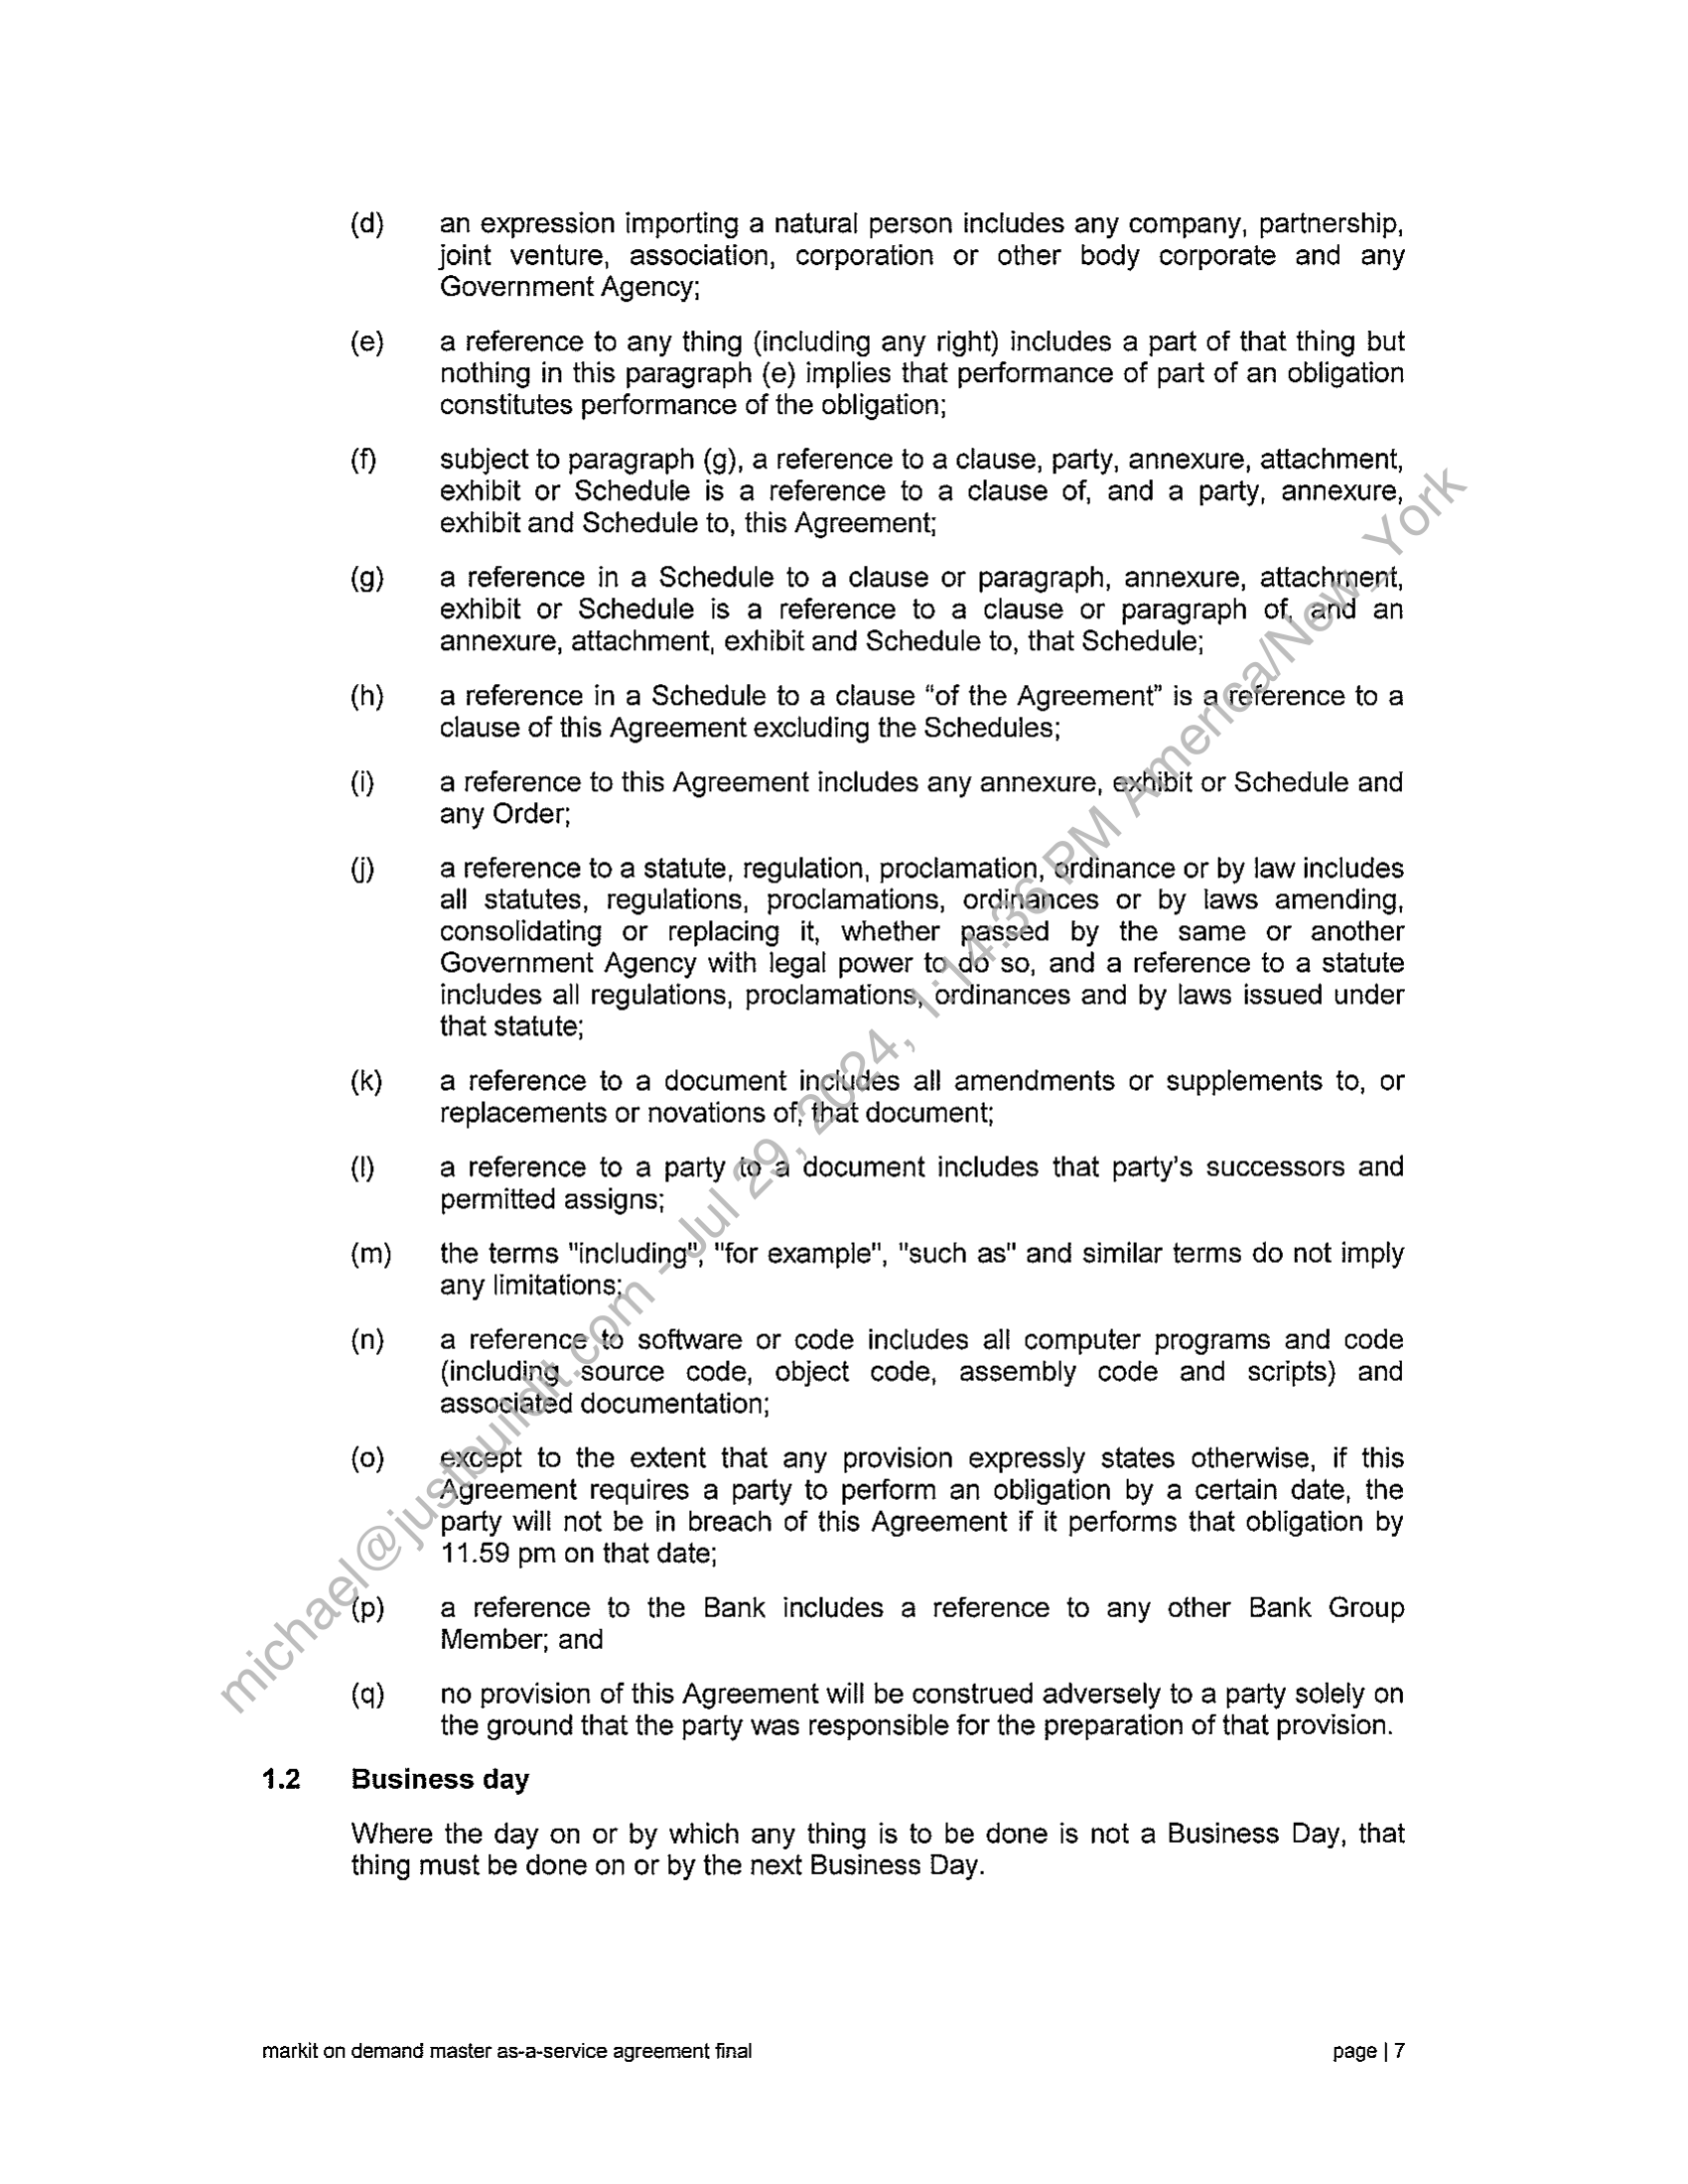 (d) an expression importing a natural person includes any company, partnership,
joint venture, association, corporation or other body corporate and any
Government Agency;
(e) a reference to any thing (including any right) includes a part of that thing but
nothing in this paragraph (e) implies that performance of part of an obligation
constitutes performance of the obligation;
(f) subject to paragraph (g), a reference to a clause, party, annexure, attachment,
exhibit or Schedule is a reference to a clause of, and a party, annexure,
exhibit and Schedule to, this Agreement;
(g) a reference in a Schedule to a clause or paragraph, annexure, attachment,
exhibit or Schedule is a reference to a clause or paragraph of, and an
annexure, attachment, exhibit and Schedule to, that Schedule;
(h) a reference in a Schedule to a clause “of the Agreement” is a reference to a
clause of this Agreement excluding the Schedules;
(i) a reference to this Agreement includes any annexure, exhibit or Schedule and
any Order;
(j) a reference to a statute, regulation, proclamation, ordinance or by law includes
all statutes, regulations, proclamations, ordinances or by laws amending,
consolidating or replacing it, whether passed by the same or another
Government Agency with legal power to do so, and a reference to a statute
includes all regulations, proclamations, ordinances and by laws issued under
that statute;
(k) a reference to a document includes all amendments or supplements to, or
replacements or novations of, that document;
(l) a reference to a party to a document includes that party’s successors and
permitted assigns;
(m) the terms "including", "for example", "such as" and similar terms do not imply
any limitations;
(n) a reference to software or code includes all computer programs and code
(including source code, object code, assembly code and scripts) and
associated documentation;
(o) except to the extent that any provision expressly states otherwise, if this
Agreement requires a party to perform an obligation by a certain date, the
party will not be in breach of this Agreement if it performs that obligation by
11.59 pm on that date;
(p) a reference to the Bank includes a reference to any other Bank Group
Member; and
(q) no provision of this Agreement will be construed adversely to a party solely on
the ground that the party was responsible for the preparation of that provision.
1.2 Business day
Where the day on or by which any thing is to be done is not a Business Day, that
thing must be done on or by the next Business Day.
markit on demand master as-a-service agreement final page | 7
michael@justbuildit.com - Jul 29, 2024, 1:14:36 PM America/New_York